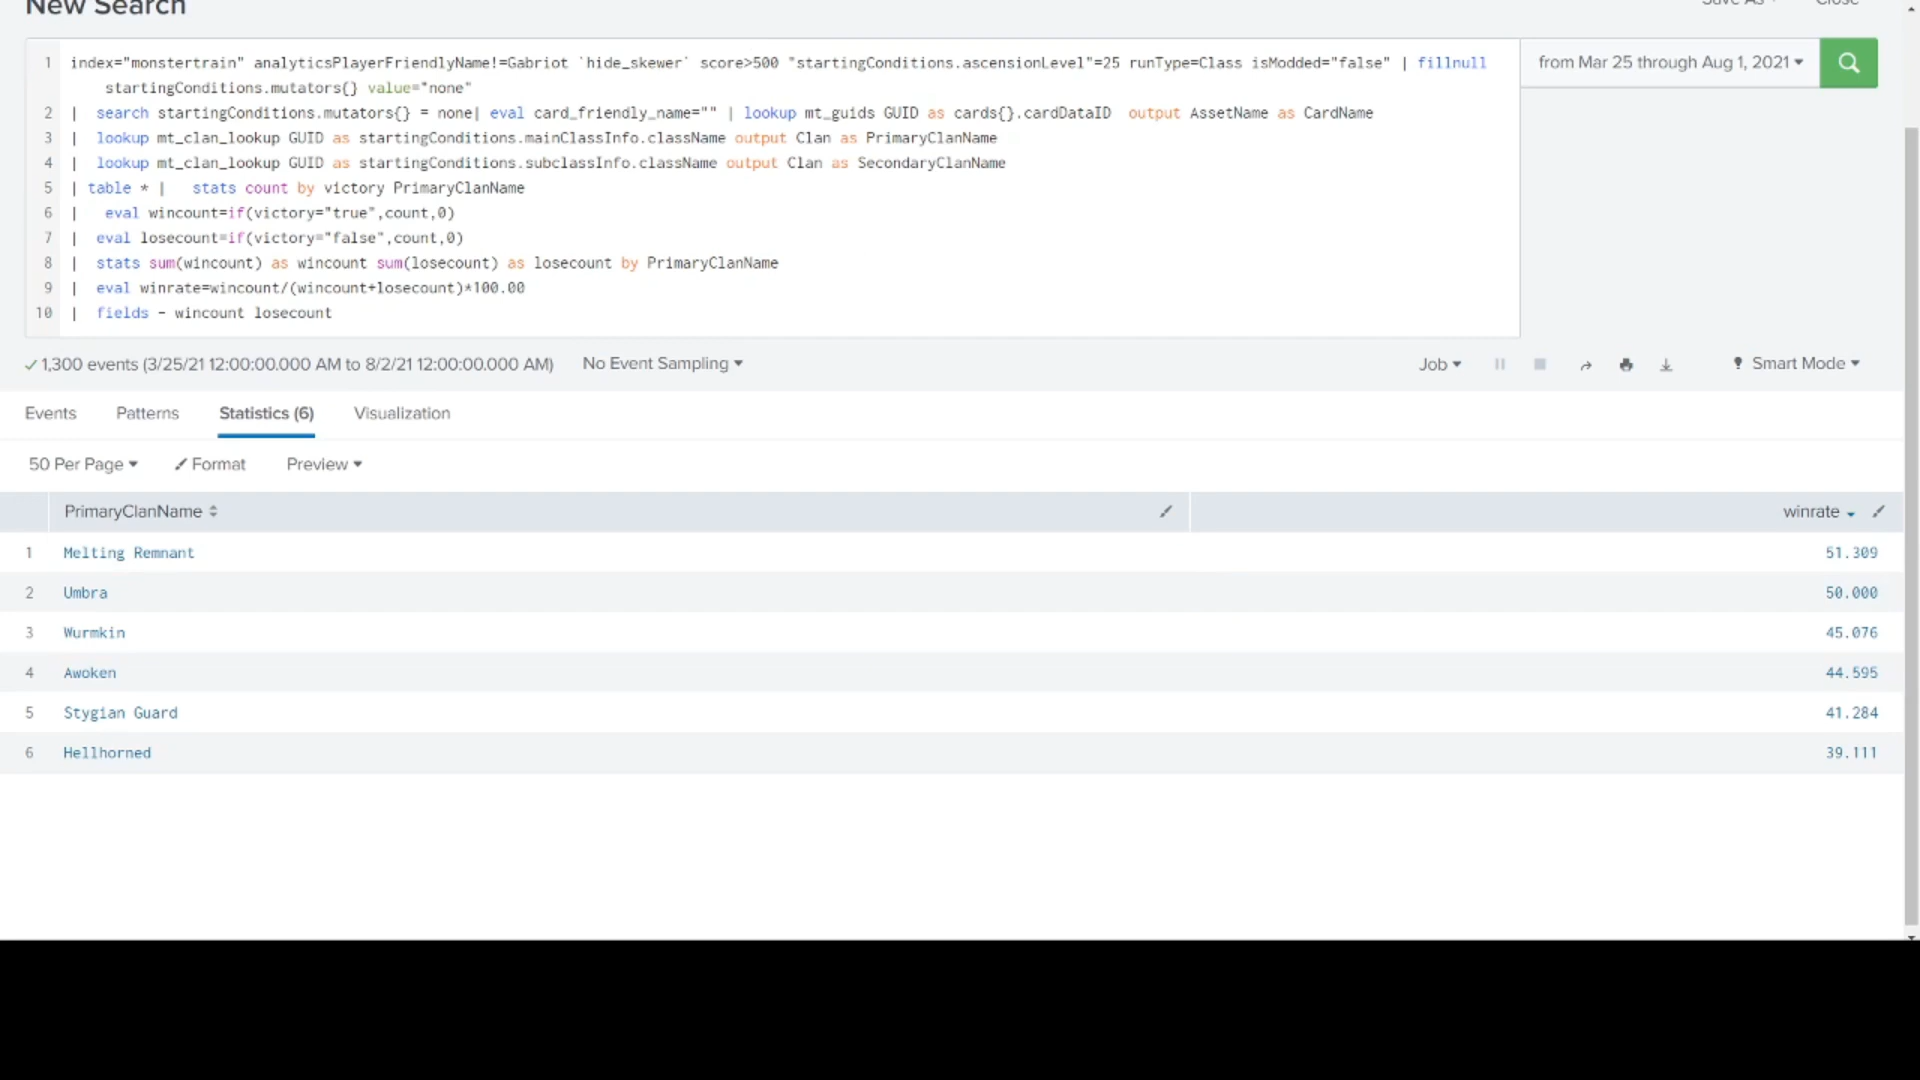 New Search
Save As Close
1 index="monstertrain" analyticsPlayerFriendlyName!=Gabriot `hide_skewer` score>500 "startingConditions.ascensionLevel"=25 runType=Class isModded="false" | fillnull
startingConditions.mutators{} value="none"
from Mar 25 through Aug 1, 2021
2 | search startingConditions.mutators{} = none| eval card_friendly_name="" | lookup mt_guids GUID as cards{}.cardDataID output AssetName as CardName
3 | lookup mt_clan_lookup GUID as startingConditions.mainClassInfo.className output Clan as PrimaryClanName
4 | lookup mt_clan_lookup GUID as startingConditions.subclassInfo.className output Clan as SecondaryClanName
5 | table * | stats count by victory PrimaryClanName
6 | eval wincount=if(victory="true",count,0)
7 | eval losecount=if(victory="false",count,0)
8 | stats sum(wincount) as wincount sum(losecount) as losecount by PrimaryClanName
9 | eval winrate=wincount/(wincount+losecount)*100.00
10 | fields - wincount losecount
✓ 1,300 events (3/25/21 12:00:00.000 AM to 8/2/21 12:00:00.000 AM) No Event Sampling Job Smart Mode
Events Patterns Statistics (6) Visualization
50 Per Page Format Preview
PrimaryClanName winrate
1 Melting Remnant 51.309
2 Umbra 50.000
3 Wurmkin 45.076
4 Awoken 44.595
5 Stygian Guard 41.284
6 Hellhorned 39.111